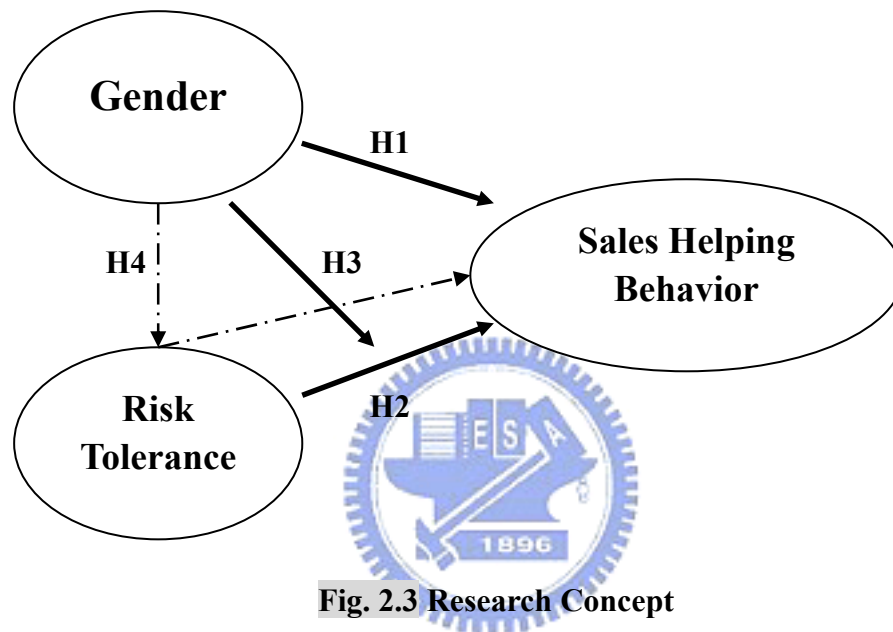 Gender
H1
Sales Helping
Behavior
H4
H3
Risk
Tolerance
H2
E S A
1896
Fig. 2.3 Research Concept